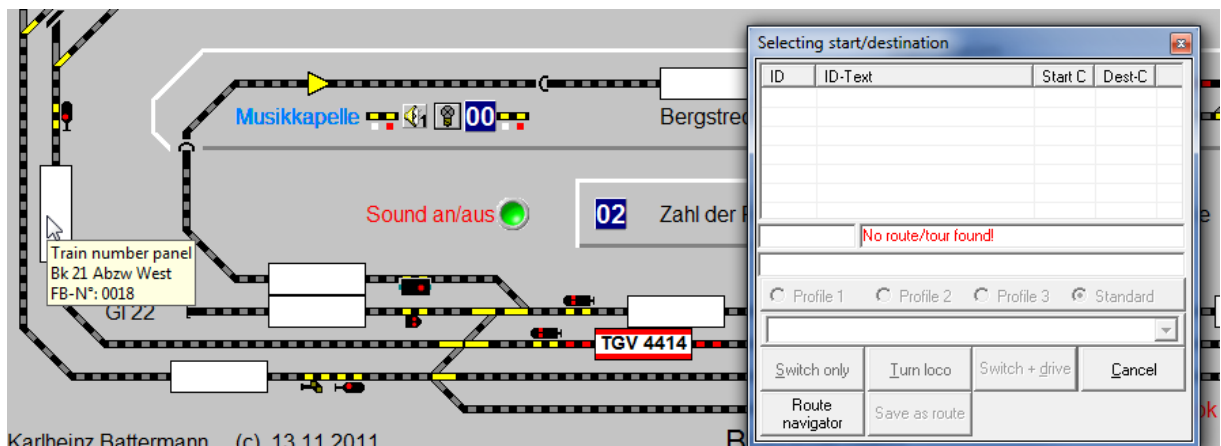 Selecting start/destination
ID ID-Text Start C Dest-C
Musikkapelle 1 00
Bergstrec
Sound an/aus
02 Zahl der F
No route/tour found!
Train number panel
Bk 21 Abzw West
FB-N°: 0018
Gl 22
TGV 4414
Profile 1 Profile 2 Profile 3 Standard
Switch only Turn loco Switch + drive Cancel
Route
navigator
Save as route
Karlheinz Battermann (c) 13.11.2011
B
ok